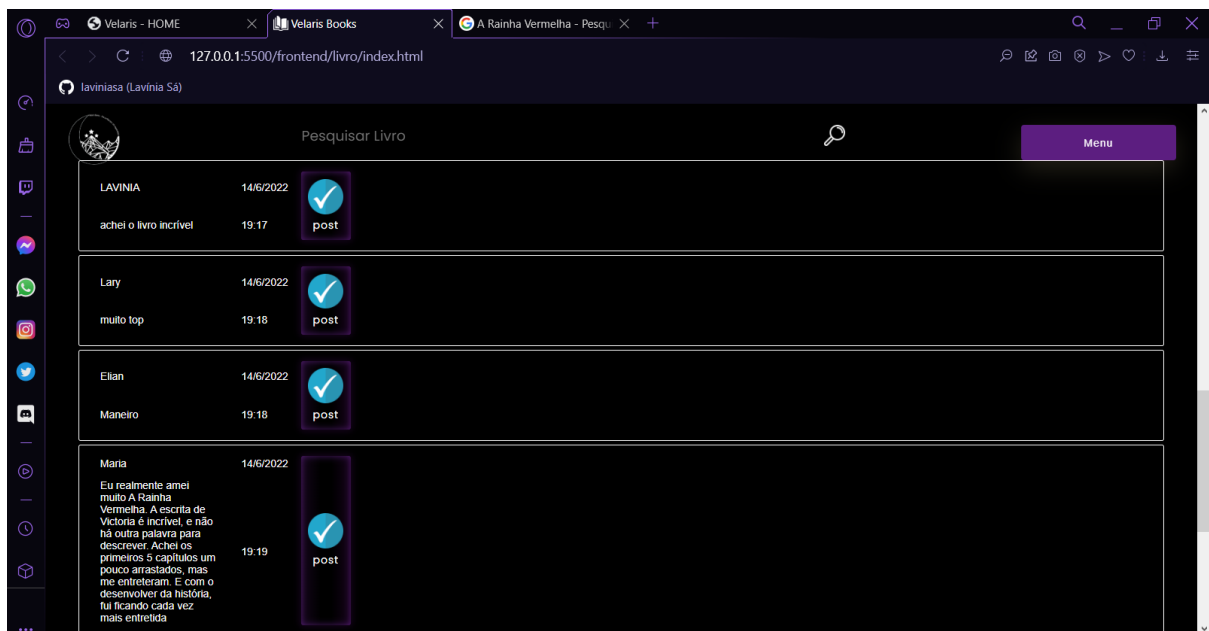 Velaris - HOME
Velaris Books
A Rainha Vermelha - Pesqu
127.0.0.1:5500/frontend/livro/index.html
laviniasa (Lavínia Sá)
Pesquisar Livro
Menu
LAVINIA 14/6/2022
achei o livro incrível 19:17 post
Lary 14/6/2022
muito top 19:18 post
Elian 14/6/2022
Maneiro 19:18 post
Maria 14/6/2022
Eu realmente amei
muito A Rainha
Vermelha. A escrita de
Victoria é incrível, e não
há outra palavra para
descrever. Achei os
primeiros 5 capítulos um
pouco arrastados, mas
me entreteram. E com o
desenvolver da história,
fui ficando cada vez
mais entretida
19:19
post